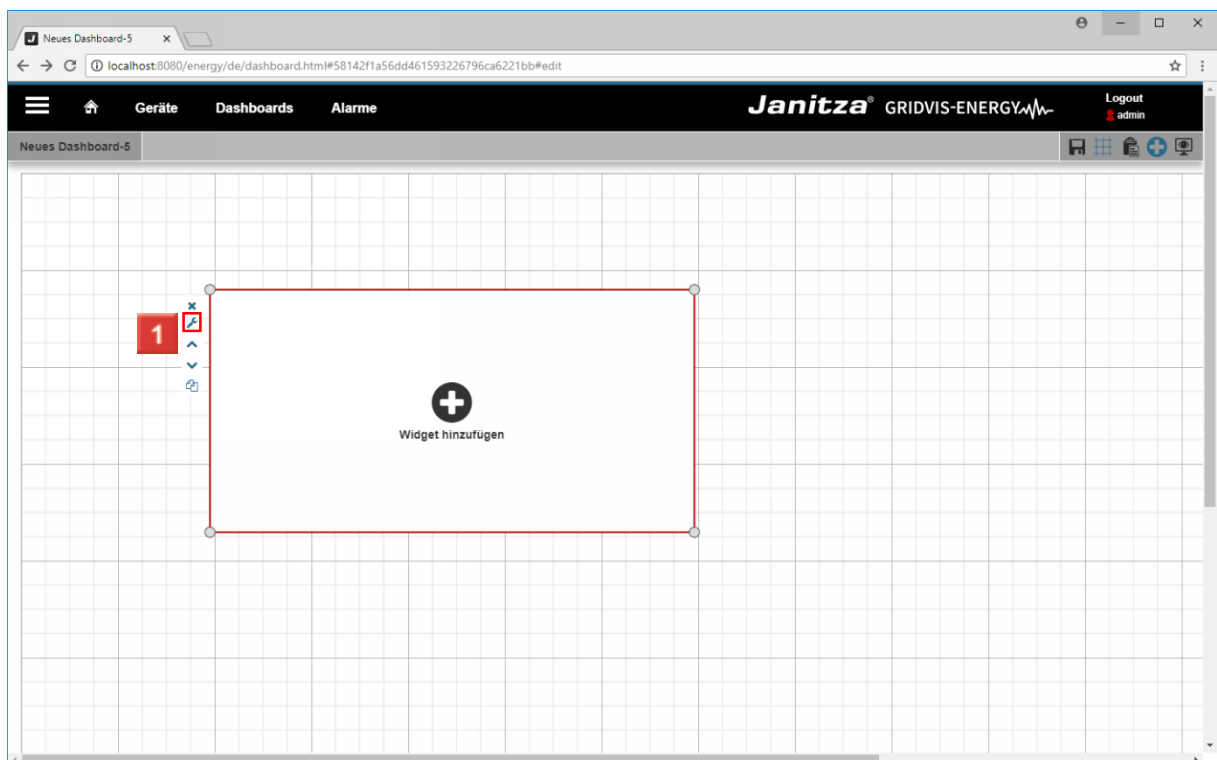 Neues Dashboard-5
localhost:8080/energy/de/dashboard.html#58142f1a56dd461593226796ca6221bb#edit
Geräte Dashboards Alarme Janitza® GRIDVIS-ENERGY Logout
admin
Neues Dashboard-5
1
Widget hinzufügen